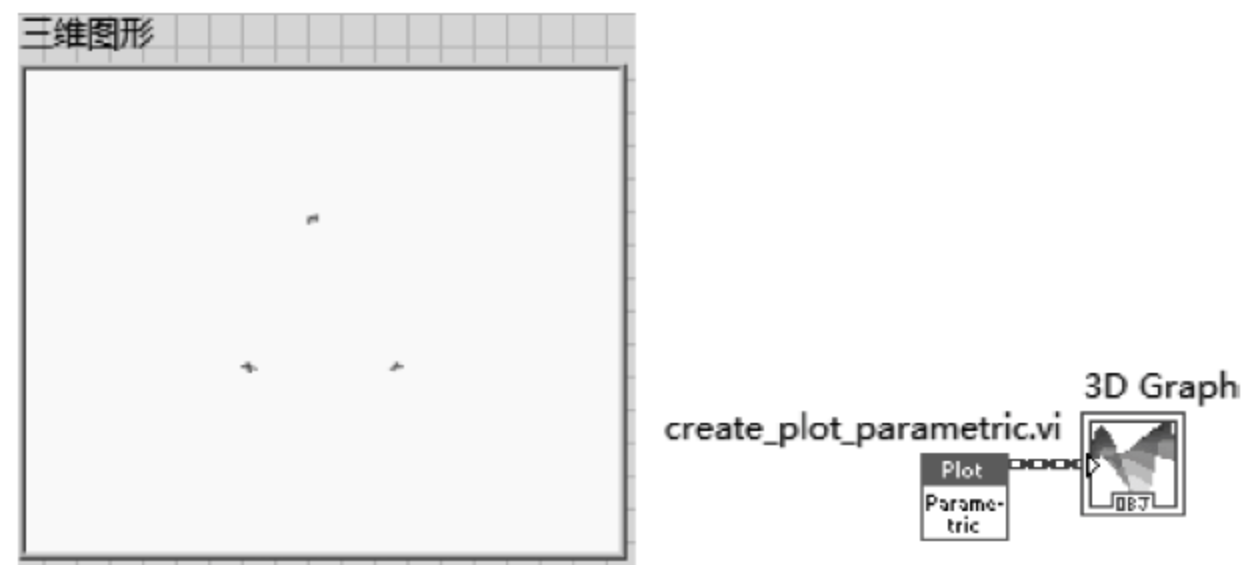 三维图形
3D Graph
create_plot_parametric.vi
Plot
Parame-
tric
OBJ